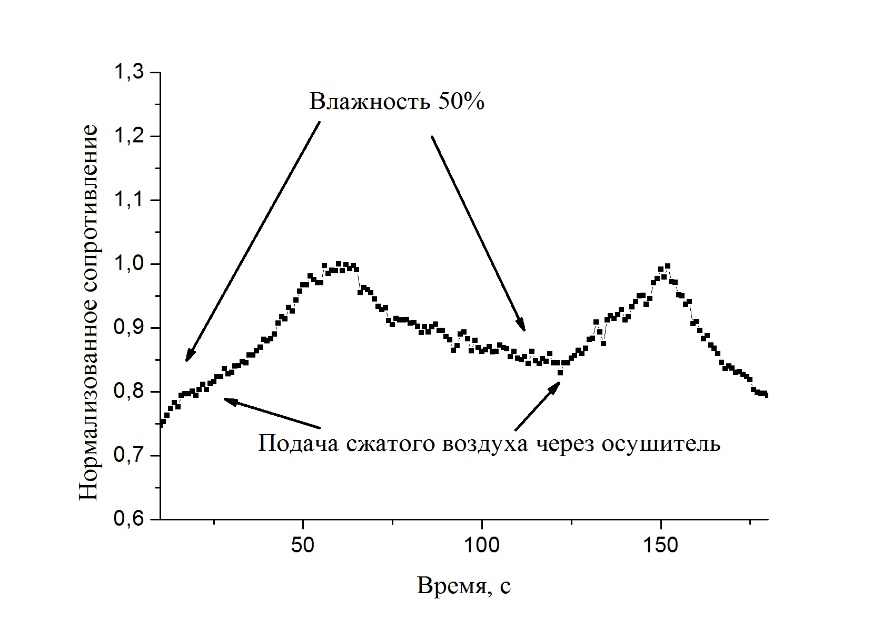 1,3
Влажность 50%
1,2
1,1
1,0
0,9
0,8
0,7
0,6
Нормализованное сопротивление
Подача сжатого воздуха через осушитель
50
100
150
Время, с